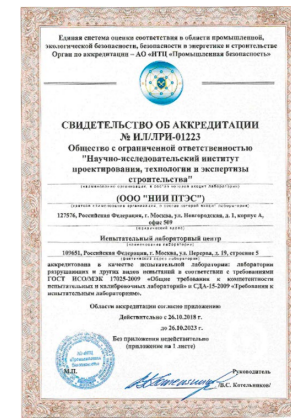 Единая система оценки соответствия в области промышленной,
экологической безопасности, безопасности в энергетике и строительстве
Орган по аккредитации – АО «ИТЦ «Промышленная безопасность»
СВИДЕТЕЛЬСТВО ОБ АККРЕДИТАЦИИ
№ ИЛ/ЛРИ-01223
Общество с ограниченной ответственностью
"Научно-исследовательский институт
проектирования, технологии и экспертизы
строительства"
(ООО "НИИ ПТЭС")
127576, Российская Федерация, г. Москва, ул. Новгородская, д. 1, корпус А,
офис 509
Испытательный лабораторный центр
109651, Российская Федерация, г. Москва, ул. Перерва, д. 19, строение 5
аккредитована в качестве испытательной лаборатории: лаборатории
разрушающих и других видов испытаний в соответствии с требованиями
ГОСТ ИСО/МЭК 17025-2009 «Общие требования к компетентности
испытательных и калибровочных лабораторий» и СДА-15-2009 «Требования к
испытательным лабораториям».
Области аккредитации согласно приложению
Действительно с 26.10.2018 г.
до 26.10.2023 г.
Без приложения недействительно
(приложение на 1 листе)
Руководитель
М.П.
/В.С. Котельников/